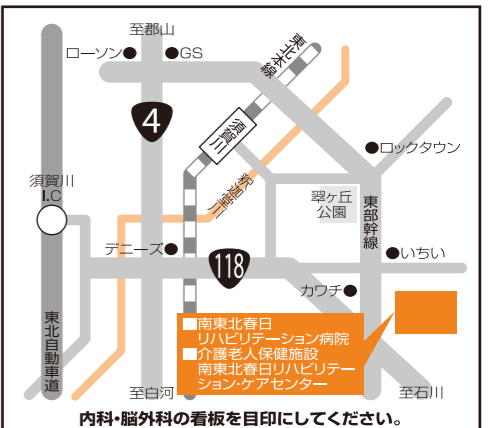 至郡山
ローソン
GS
東北本線
4
須賀川
ロックタウン
須賀川
I.C
釈迦堂川
翠ヶ丘
公園
東部幹線
デニーズ
118
いちい
カワチ
東北自動車道
■南東北春日
リハビリテーション病院
■介護老人保健施設
南東北春日リハビリテー
ション・ケアセンター
至白河
至石川
内科・脳外科の看板を目印にしてください。